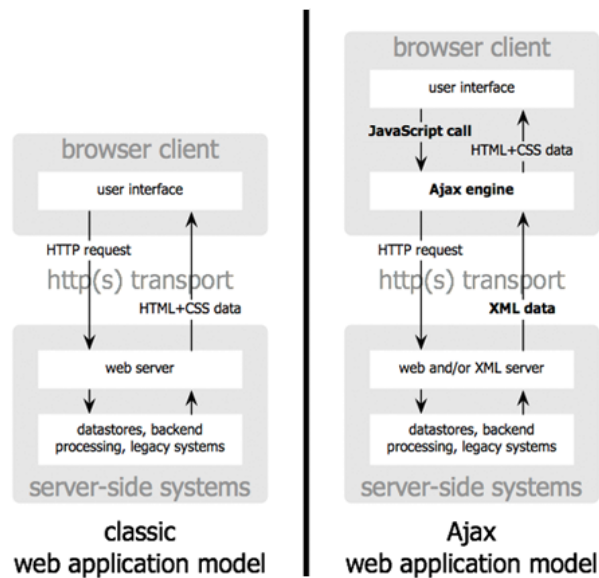 browser client
user interface
HTTP request
http(s) transport
HTML+CSS data
web server
datastores, backend
processing, legacy systems
server-side systems
classic
web application model
browser client
user interface
JavaScript call
HTML+CSS data
Ajax engine
HTTP request
http(s) transport
XML data
web and/or XML server
datastores, backend
processing, legacy systems
server-side systems
Ajax
web application model